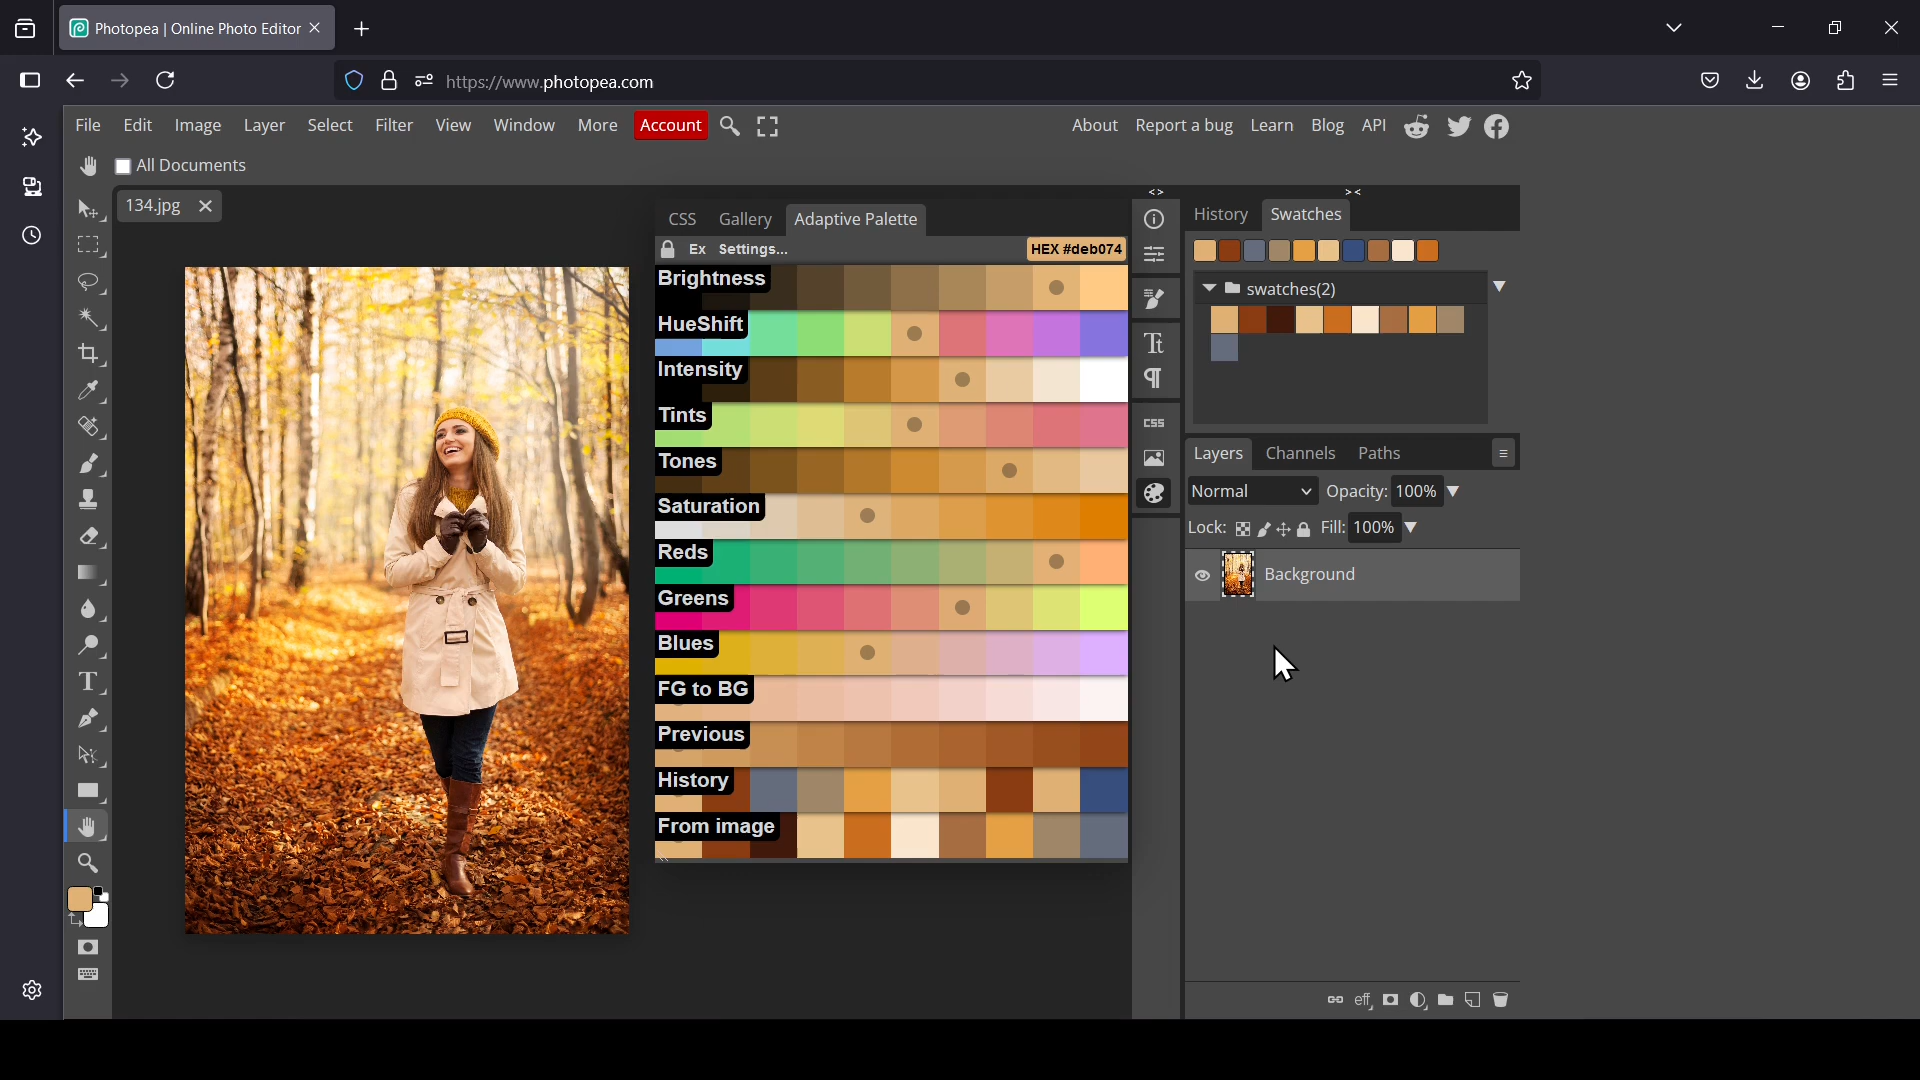 Photopea | Online Photo Editor
https://www.photopea.com
File Edit Image Layer Select Filter View Window More Account
About Report a bug Learn Blog API
All Documents
134.jpg
CSS Gallery Adaptive Palette
Ex Settings...
HEX #deb074
Brightness
HueShift
Intensity
Tints
Tones
Saturation
Reds
Greens
Blues
FG to BG
Previous
History
From image
<>
><
Tt
CSS
History Swatches
swatches(2)
Layers Channels Paths
Normal Opacity: 100%
Lock: Fill: 100%
Background
eff